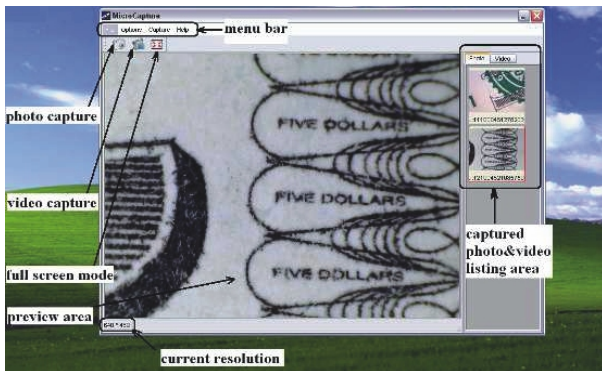 MicroCapture
Options Capture Help
menu bar
Photo Video
photo capture
FIVE DOLLARS
video capture
FIVE DOLLARS
captured
photo&video
listing area
full screen mode
FIVE DOLLARS
preview area
current resolution